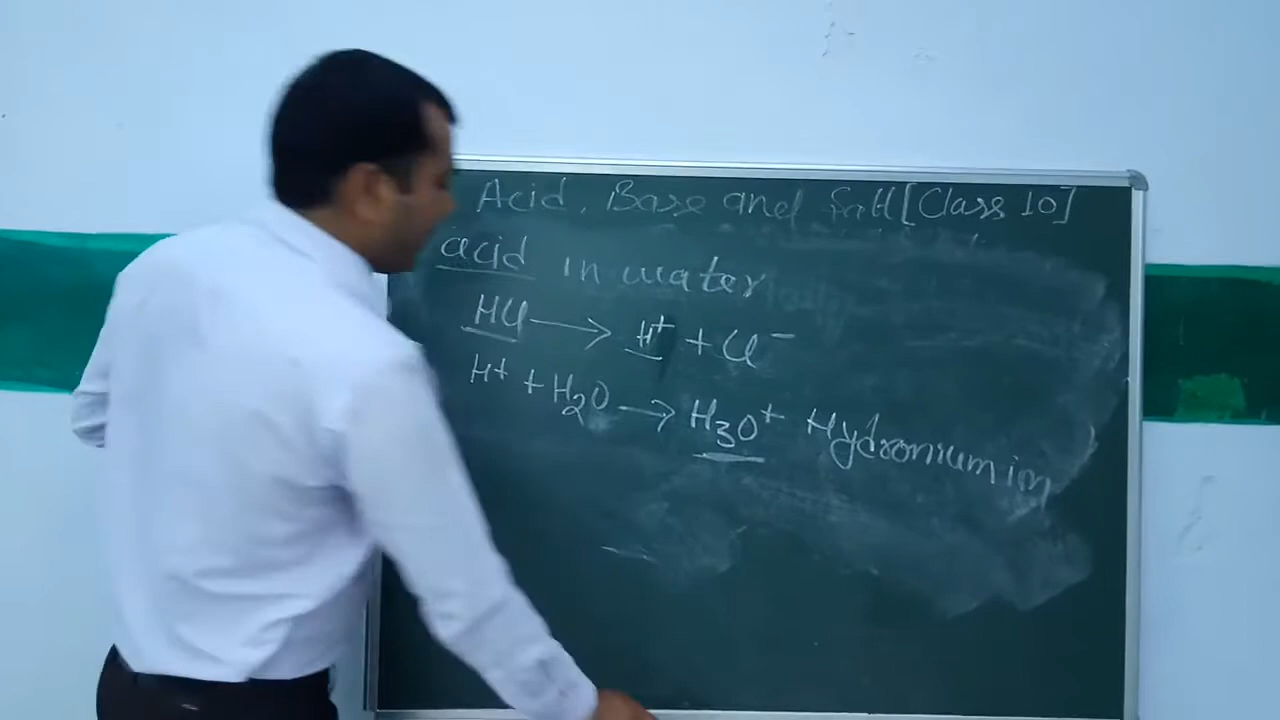 Acid, Base and Salt [Class 10]
acid in water
HCl → H⁺ + Cl⁻
H⁺ + H₂O → H₃O⁺ Hydronium ion